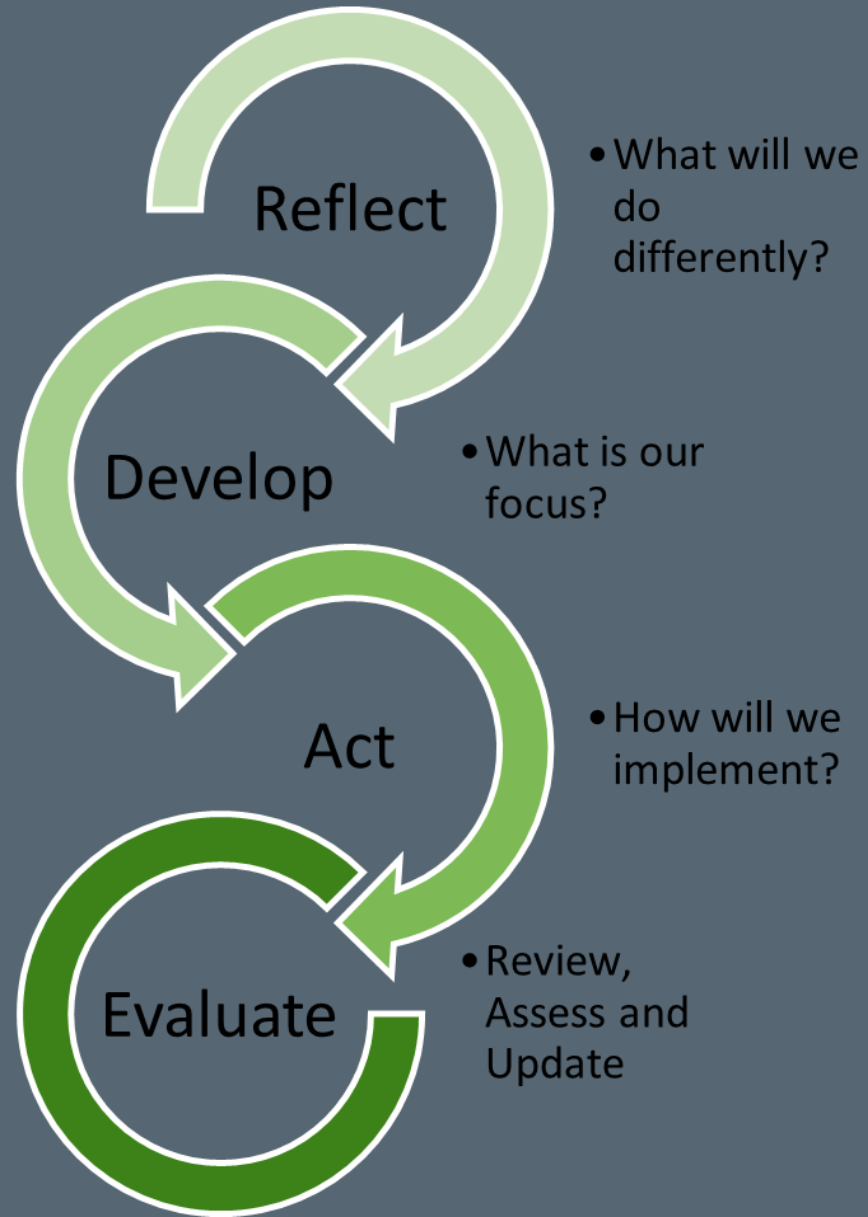 Reflect
•What will we
do
differently?
Develop
•What is our
focus?
Act
•How will we
implement?
Evaluate
•Review,
Assess and
Update